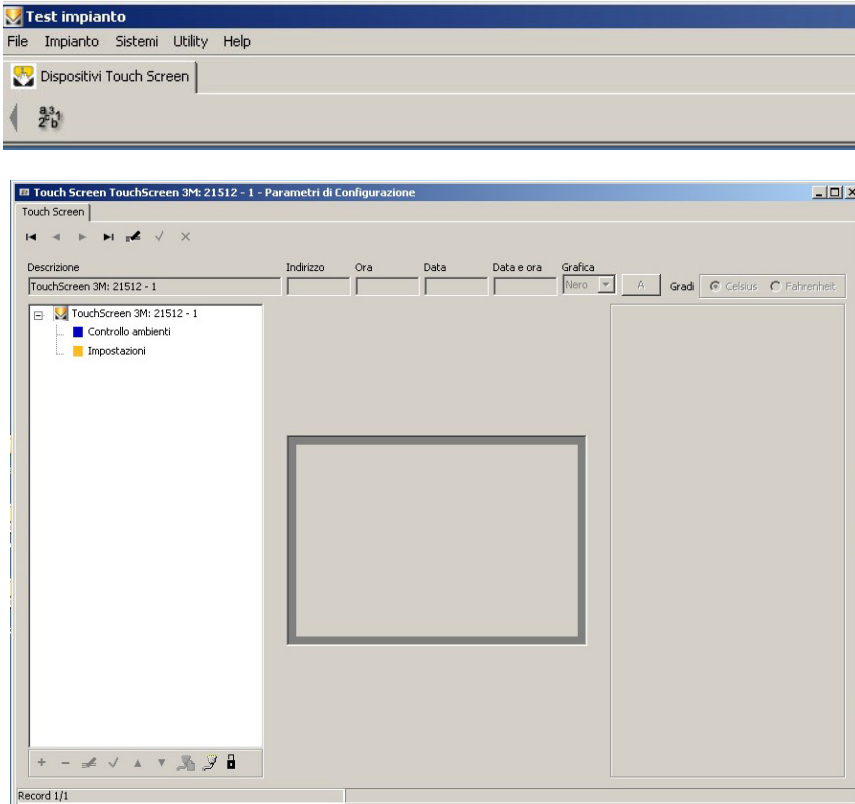 Test impianto
File Impianto Sistemi Utility Help
Dispositivi Touch Screen
Touch Screen TouchScreen 3M: 21512 - 1 - Parametri di Configurazione
Touch Screen
Descrizione Indirizzo Ora Data Data e ora Grafica
TouchScreen 3M: 21512 - 1 Nero A Gradi Celsius Fahrenheit
TouchScreen 3M: 21512 - 1
Controllo ambienti
Impostazioni
Record 1/1